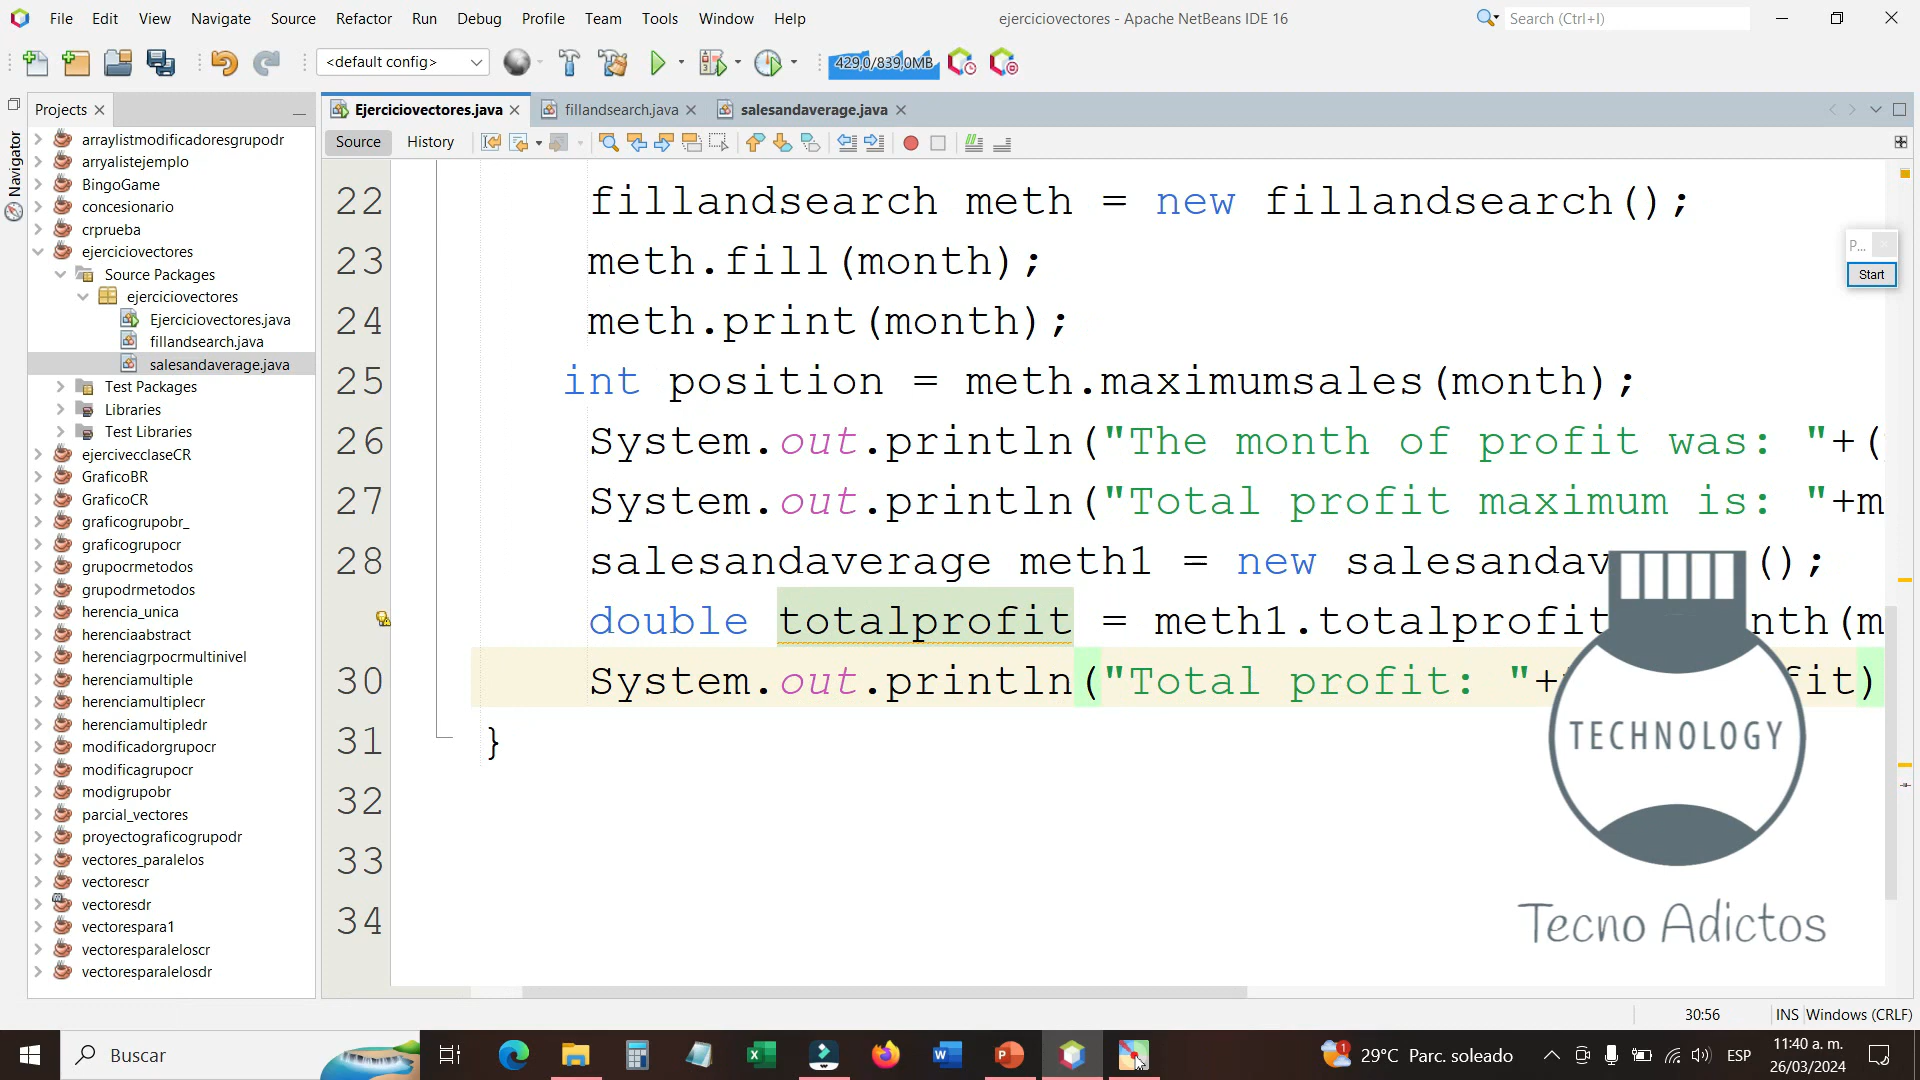 File Edit View Navigate Source Refactor Run Debug Profile Team Tools Window Help
ejerciciovectores - Apache NetBeans IDE 16
Search (Ctrl+I)
<default config>
429,0/839,0MB
Projects
Ejerciciovectores.java
fillandsearch.java
salesandaverage.java
Source
History
Navigator
arraylistmodificadoresgrupodr
arryalistejemplo
BingoGame
concesionario
crprueba
ejerciciovectores
Source Packages
ejerciciovectores
Ejerciciovectores.java
fillandsearch.java
salesandaverage.java
Test Packages
Libraries
Test Libraries
ejercivecclaseCR
GraficoBR
GraficoCR
graficogrupobr_
graficogrupocr
grupocrmetodos
grupodrmetodos
herencia_unica
herenciaabstract
herenciagrpocrmultinivel
herenciamultiple
herenciamultiplecr
herenciamultipledr
modificadorgrupocr
modificagrupocr
modigrupobr
parcial_vectores
proyectograficogrupodr
vectores_paralelos
vectorescr
vectoresdr
vectorespara1
vectoresparaleloscr
vectoresparalelosdr
22 fillandsearch meth = new fillandsearch();
23 meth.fill(month);
24 meth.print(month);
25 int position = meth.maximumsales(month);
26 System.out.println("The month of profit was: "+(
27 System.out.println("Total profit maximum is: "+m
28 salesandaverage meth1 = new salesandav ();
double totalprofit = meth1.totalprofit nth(m
30 System.out.println("Total profit: "+ fit)
31 }
32
33
34
P...
Start
TECHNOLOGY
Tecno Adictos
30:56
INS
Windows (CRLF)
Buscar
29°C Parc. soleado
ESP
11:40 a. m.
26/03/2024